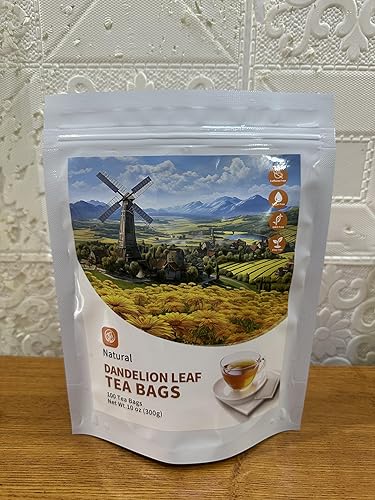 Natural
DANDELION LEAF
TEA BAGS
100 Tea Bags
Net Wt. 10 oz (300g)